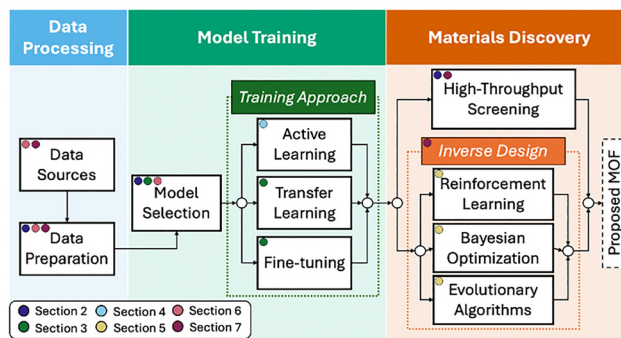 Data
Processing
Model Training
Materials Discovery
Training Approach
High-Throughput
Screening
Active
Learning
Inverse Design
Data
Sources
Model
Selection
Transfer
Learning
Reinforcement
Learning
Proposed MOF
Data
Preparation
Fine-tuning
Bayesian
Optimization
Evolutionary
Algorithms
Section 2
Section 4
Section 6
Section 3
Section 5
Section 7